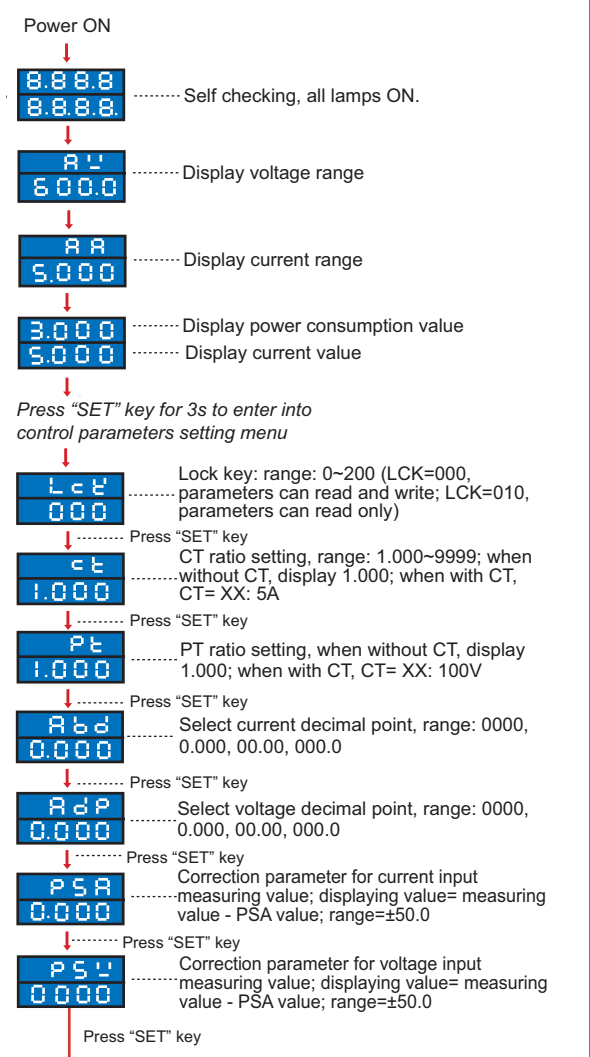 Power ON
8.8.8.8
8.8.8.8.
Self checking, all lamps ON.
A U
600.0
Display voltage range
A A
5.000
Display current range
3.000
Display power consumption value
5.000
Display current value
Press “SET” key for 3s to enter into
control parameters setting menu
Lock key: range: 0~200 (LCK=000,
LcK
parameters can read and write; LCK=010,
000
parameters can read only)
Press “SET” key
CT ratio setting, range: 1.000~9999; when
ct
without CT, display 1.000; when with CT,
1.000
CT= XX: 5A
Press “SET” key
Pt
PT ratio setting, when without CT, display
1.000
1.000; when with CT, CT= XX: 100V
Press “SET” key
Abd
Select current decimal point, range: 0000,
0.000
0.000, 00.00, 000.0
Press “SET” key
AdP
Select voltage decimal point, range: 0000,
0.000
0.000, 00.00, 000.0
Press “SET” key
Correction parameter for current input
PSA
measuring value; displaying value= measuring
0.000
value - PSA value; range=±50.0
Press “SET” key
Correction parameter for voltage input
PSU
measuring value; displaying value= measuring
0000
value - PSA value; range=±50.0
Press “SET” key